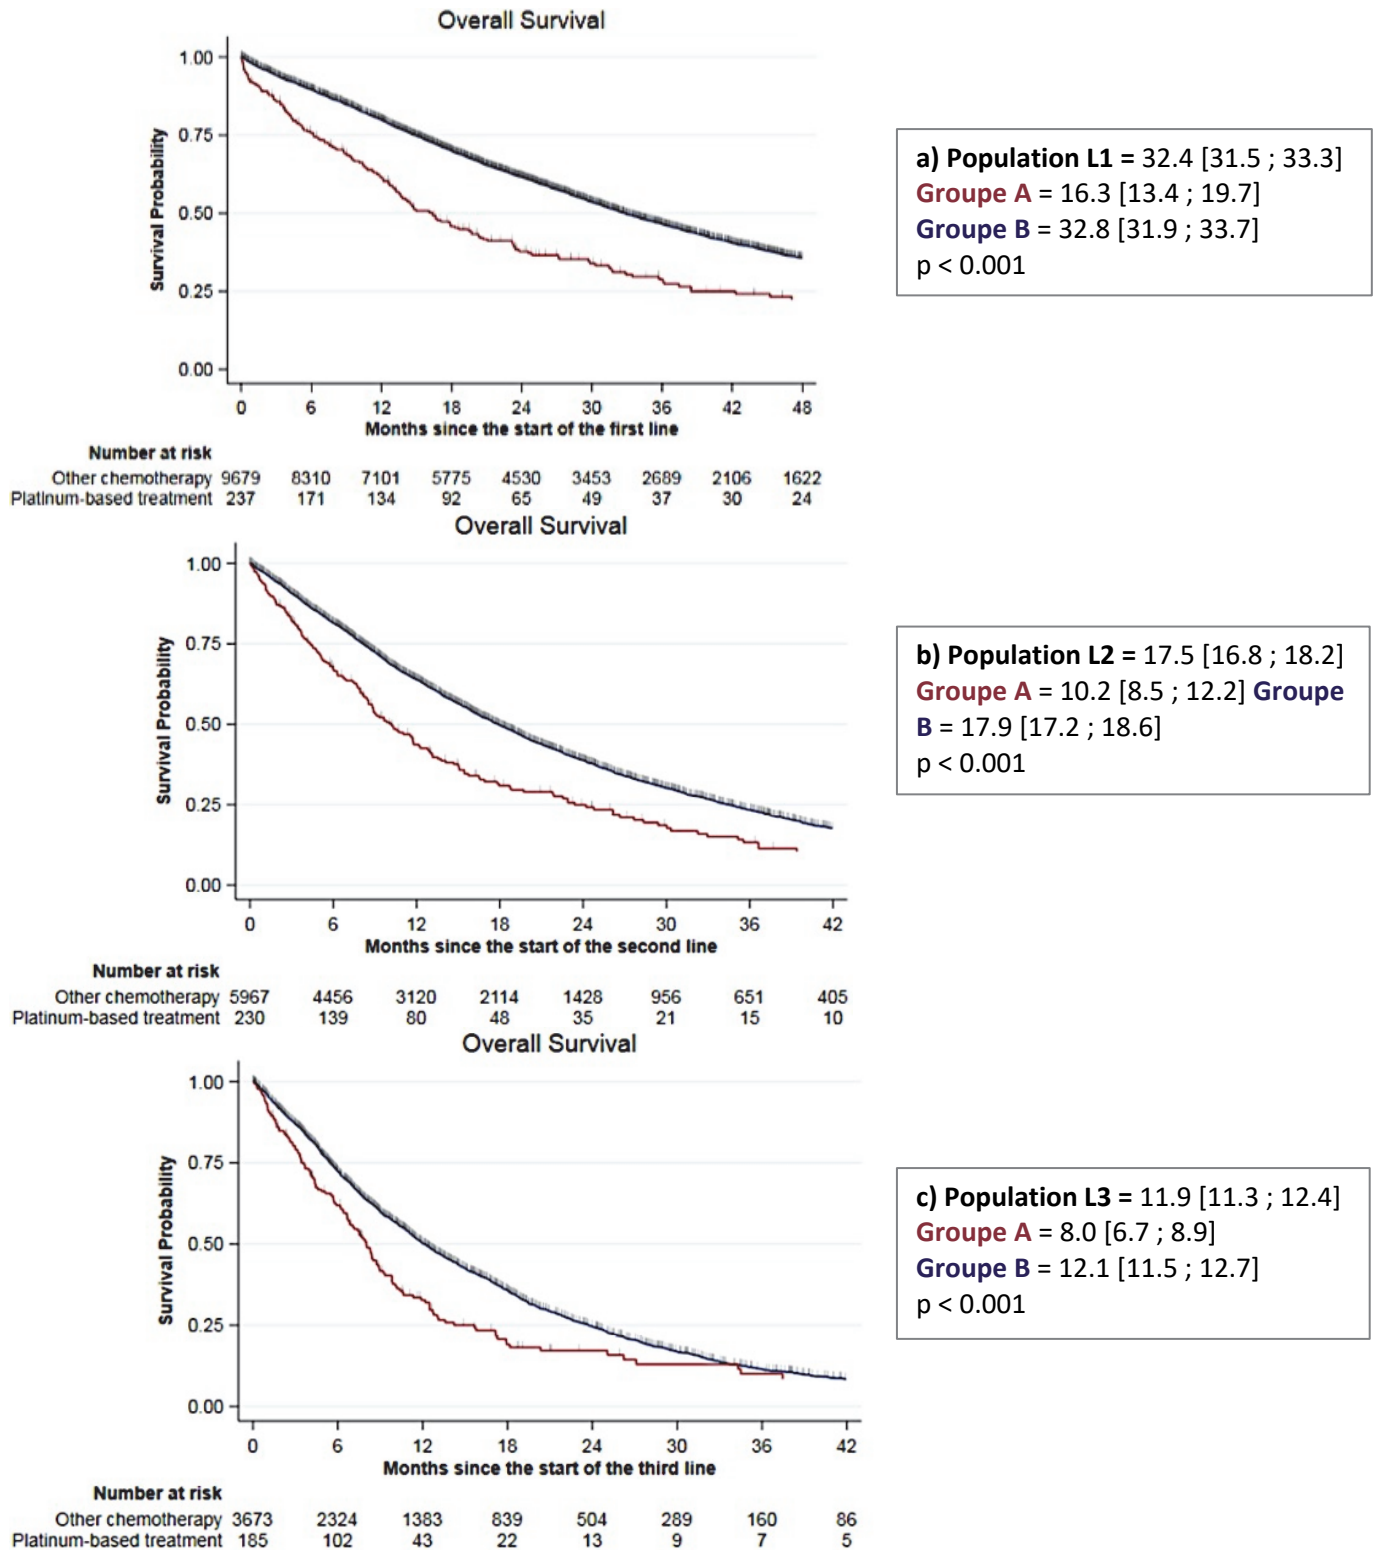 Overall Survival
1.00
0.75
0.50
0.25
0.00
Survival Probability
0 6 12 18 24 30 36 42 48
Months since the start of the first line
Number at risk
Other chemotherapy 9679 8310 7101 5775 4530 3453 2689 2106 1622
Platinum-based treatment 237 171 134 92 65 49 37 30 24
a) Population L1 = 32.4 [31.5 ; 33.3]
Groupe A = 16.3 [13.4 ; 19.7]
Groupe B = 32.8 [31.9 ; 33.7]
p < 0.001
Overall Survival
1.00
0.75
0.50
0.25
0.00
Survival Probability
0 6 12 18 24 30 36 42
Months since the start of the second line
Number at risk
Other chemotherapy 5967 4456 3120 2114 1428 956 651 405
Platinum-based treatment 230 139 80 48 35 21 15 10
b) Population L2 = 17.5 [16.8 ; 18.2]
Groupe A = 10.2 [8.5 ; 12.2] Groupe
B = 17.9 [17.2 ; 18.6]
p < 0.001
Overall Survival
1.00
0.75
0.50
0.25
0.00
Survival Probability
0 6 12 18 24 30 36 42
Months since the start of the third line
Number at risk
Other chemotherapy 3673 2324 1383 839 504 289 160 86
Platinum-based treatment 185 102 43 22 13 9 7 5
c) Population L3 = 11.9 [11.3 ; 12.4]
Groupe A = 8.0 [6.7 ; 8.9]
Groupe B = 12.1 [11.5 ; 12.7]
p < 0.001